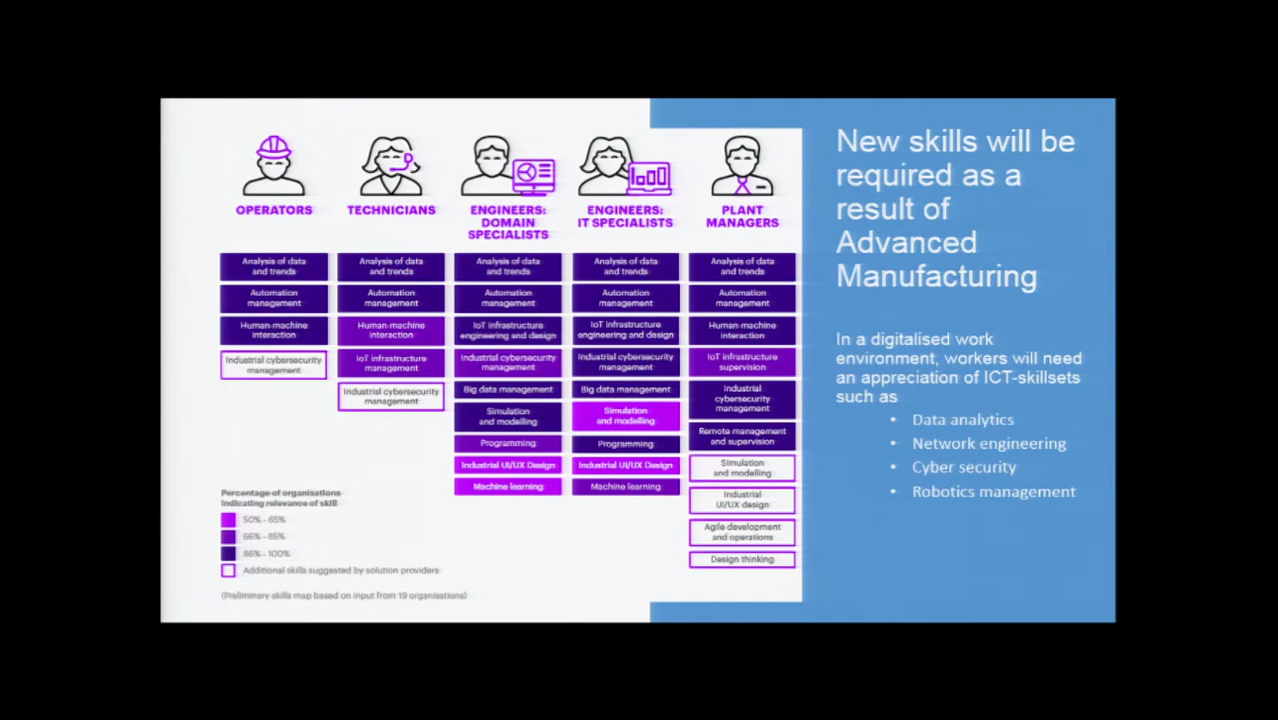 OPERATORS
Analysis of data
and trends
Automation
management
Human-machine
interaction
Industrial cybersecurity
management
TECHNICIANS
Analysis of data
and trends
Automation
management
Human-machine
interaction
IoT infrastructure
management
Industrial cybersecurity
management
ENGINEERS:
DOMAIN
SPECIALISTS
Analysis of data
and trends
Automation
management
IoT infrastructure
engineering and design
Industrial cybersecurity
management
Big data management
Simulation
and modelling
Programming
Industrial UI/UX Design
Machine learning
ENGINEERS:
IT SPECIALISTS
Analysis of data
and trends
Automation
management
IoT infrastructure
engineering and design
Industrial cybersecurity
management
Big data management
Simulation
and modelling
Programming
Industrial UI/UX Design
Machine learning
PLANT
MANAGERS
Analysis of data
and trends
Automation
management
Human-machine
interaction
IoT infrastructure
supervision
Industrial
cybersecurity
management
Remote management
and supervision
Simulation
and modelling
Industrial
UI/UX design
Agile development
and operations
Design thinking
Percentage of organisations
indicating relevance of skill
50% - 65%
66% - 85%
86% - 100%
Additional skills suggested by solution providers
(Preliminary skills map based on input from 19 organisations)
New skills will be
required as a
result of
Advanced
Manufacturing
In a digitalised work
environment, workers will need
an appreciation of ICT-skillsets
such as
• Data analytics
• Network engineering
• Cyber security
• Robotics management